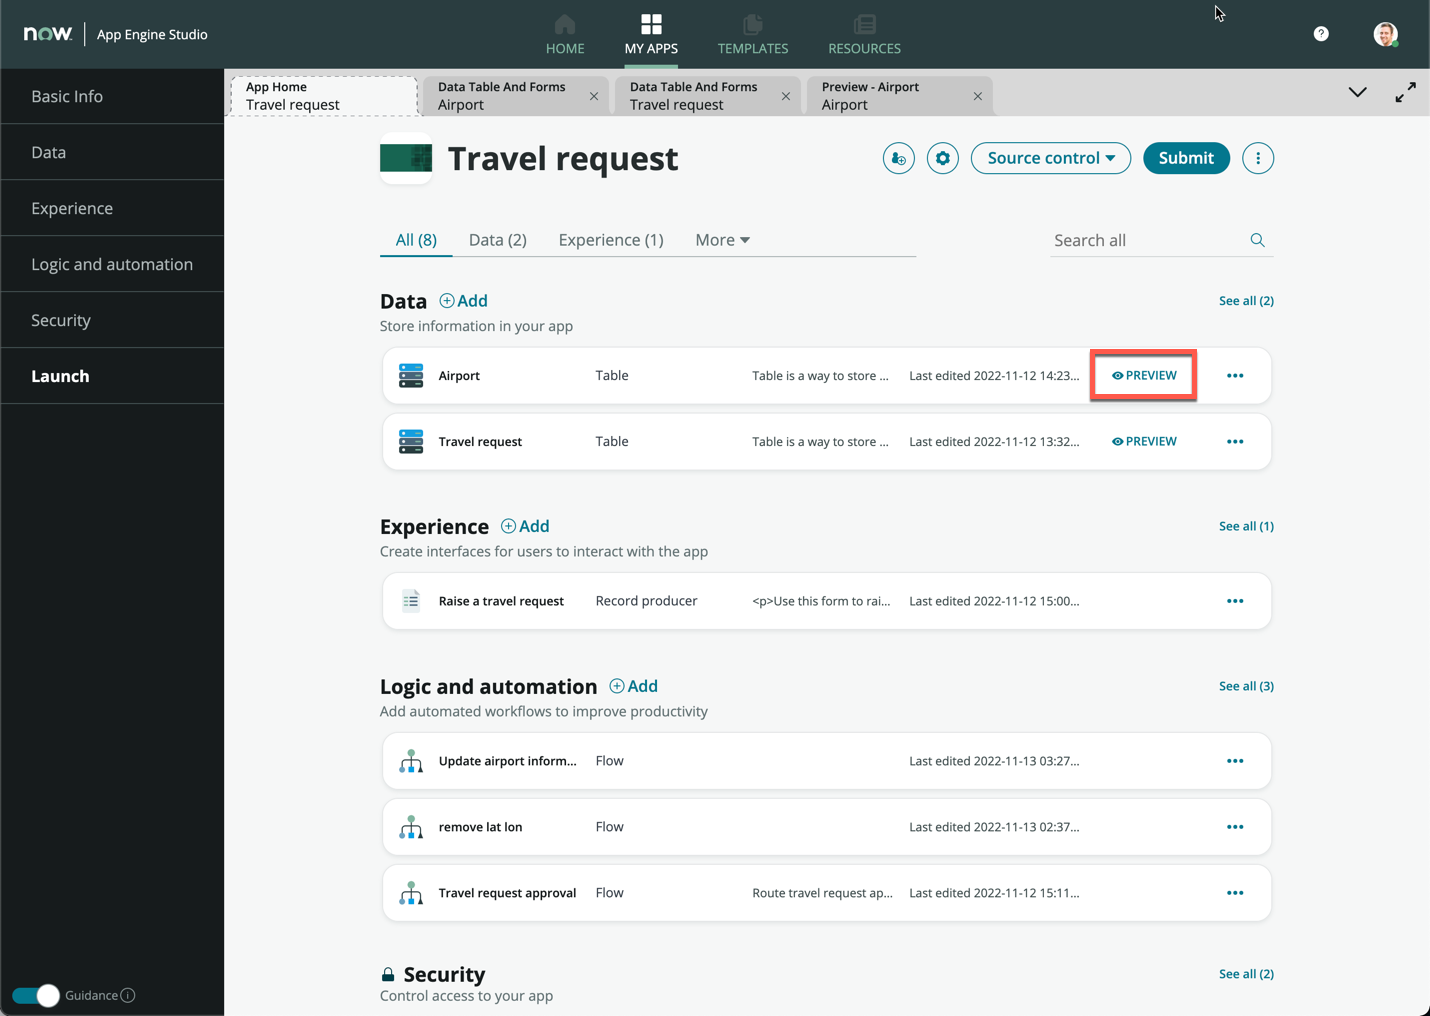 now. App Engine Studio
HOME
MY APPS
TEMPLATES
RESOURCES
?
Basic Info
Data
Experience
Logic and automation
Security
Launch
Guidance
App Home
Travel request
Data Table And Forms
Airport
Data Table And Forms
Travel request
Preview - Airport
Airport
Travel request
Source control
Submit
All (8)
Data (2)
Experience (1)
More
Search all
Data Add See all (2)
Store information in your app
Airport Table Table is a way to store ... Last edited 2022-11-12 14:23... PREVIEW
Travel request Table Table is a way to store ... Last edited 2022-11-12 13:32... PREVIEW
Experience Add See all (1)
Create interfaces for users to interact with the app
Raise a travel request Record producer <p>Use this form to rai... Last edited 2022-11-12 15:00...
Logic and automation Add See all (3)
Add automated workflows to improve productivity
Update airport inform... Flow Last edited 2022-11-13 03:27...
remove lat lon Flow Last edited 2022-11-13 02:37...
Travel request approval Flow Route travel request ap... Last edited 2022-11-12 15:11...
Security See all (2)
Control access to your app